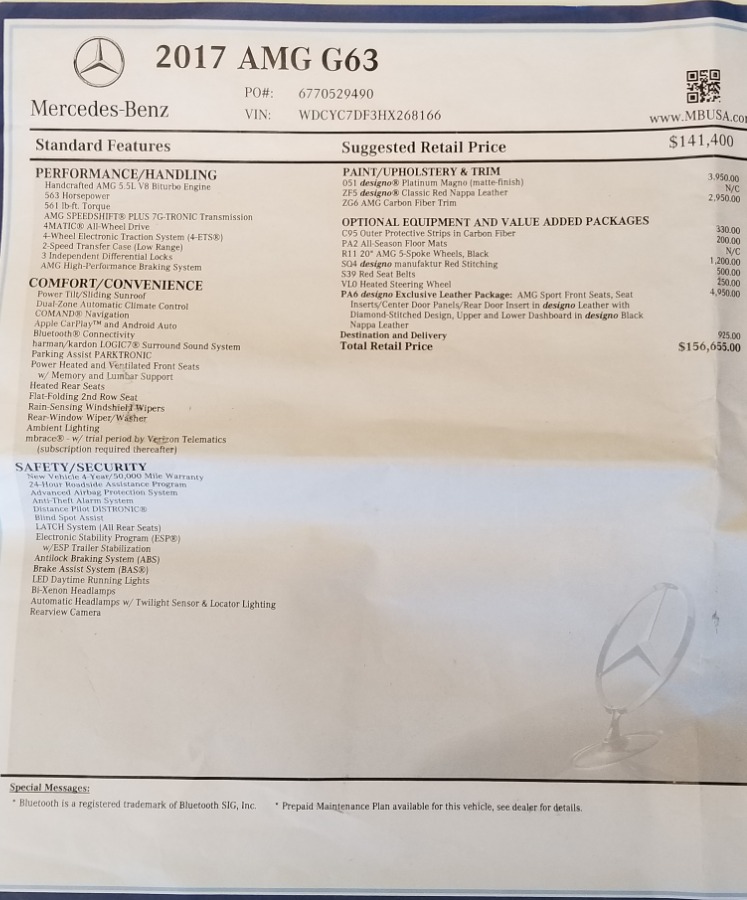 2017 AMG G63
PO#: 6770529490
Mercedes-Benz
VIN: WDCYC7DF3HX268166
www.MBUSA.co
Standard Features
Suggested Retail Price $141,400
PERFORMANCE/HANDLING
Handcrafted AMG 5.5L V8 Biturbo Engine
563 Horsepower
561 lb-ft. Torque
AMG SPEEDSHIFT® PLUS 7G-TRONIC Transmission
4MATIC® All-Wheel Drive
4-Wheel Electronic Traction System (4-ETS®)
2-Speed Transfer Case (Low Range)
3 Independent Differential Locks
AMG High-Performance Braking System
COMFORT/CONVENIENCE
Power Tilt/Sliding Sunroof
Dual-Zone Automatic Climate Control
COMAND® Navigation
Apple CarPlay™ and Android Auto
Bluetooth® Connectivity
harman/kardon LOGIC7® Surround Sound System
Parking Assist PARKTRONIC
Power Heated and Ventilated Front Seats
w/ Memory and Lumbar Support
Heated Rear Seats
Flat-Folding 2nd Row Seat
Rain-Sensing Windshield Wipers
Rear-Window Wiper/Washer
Ambient Lighting
mbrace® - w/ trial period by Verizon Telematics
(subscription required thereafter)
SAFETY/SECURITY
New Vehicle 4-Year/50,000 Mile Warranty
24-Hour Roadside Assistance Program
Advanced Airbag Protection System
Anti-Theft Alarm System
Distance Pilot DISTRONIC®
Blind Spot Assist
LATCH System (All Rear Seats)
Electronic Stability Program (ESP®)
w/ESP Trailer Stabilization
Antilock Braking System (ABS)
Brake Assist System (BAS®)
LED Daytime Running Lights
Bi-Xenon Headlamps
Automatic Headlamps w/ Twilight Sensor & Locator Lighting
Rearview Camera
PAINT/UPHOLSTERY & TRIM
051 designo® Platinum Magno (matte-finish) 3,950.00
ZF5 designo® Classic Red Nappa Leather N/C
ZG6 AMG Carbon Fiber Trim 2,950.00
OPTIONAL EQUIPMENT AND VALUE ADDED PACKAGES
C95 Outer Protective Strips in Carbon Fiber 330.00
PA2 All-Season Floor Mats 200.00
R11 20" AMG 5-Spoke Wheels, Black N/C
SQ4 designo manufaktur Red Stitching 1,200.00
S39 Red Seat Belts 500.00
VL0 Heated Steering Wheel 250.00
PA6 designo Exclusive Leather Package: AMG Sport Front Seats, Seat 4,950.00
Inserts/Center Door Panels/Rear Door Insert in designo Leather with
Diamond-Stitched Design, Upper and Lower Dashboard in designo Black
Nappa Leather
Destination and Delivery 925.00
Total Retail Price $156,655.00
Special Messages:
* Bluetooth is a registered trademark of Bluetooth SIG, Inc. * Prepaid Maintenance Plan available for this vehicle, see dealer for details.